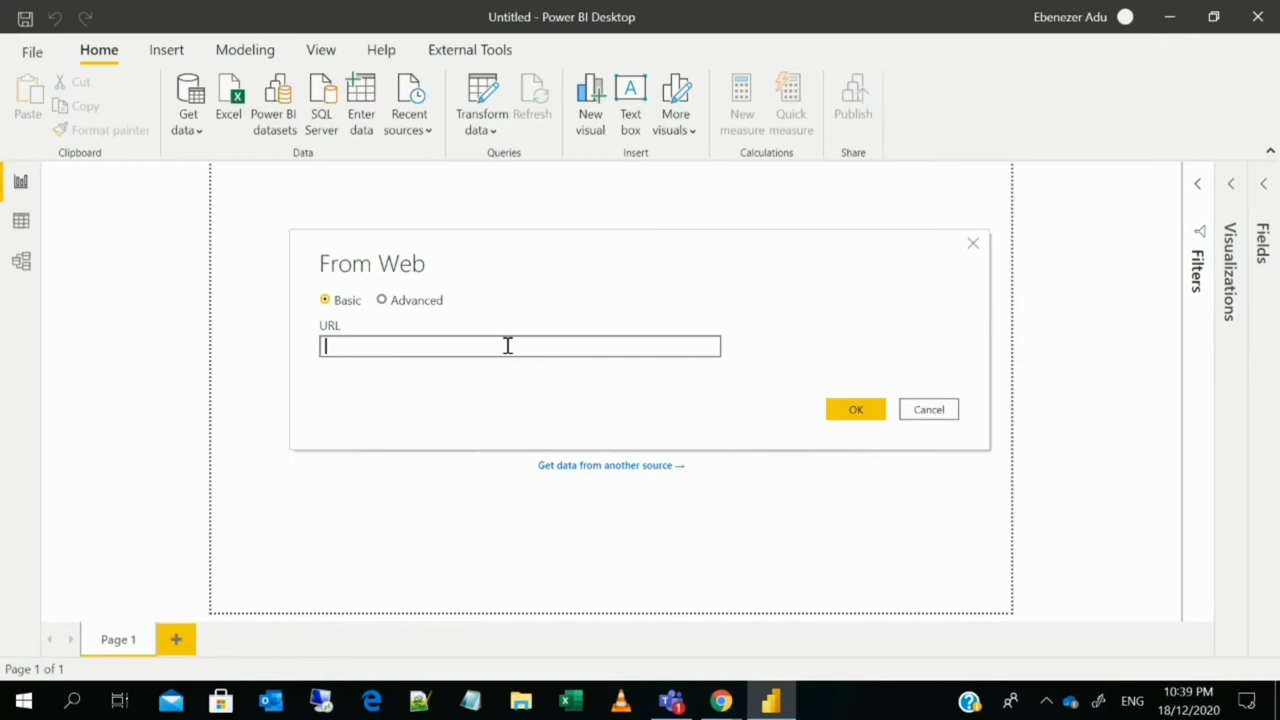 Untitled - Power BI Desktop
Ebenezer Adu
File Home Insert Modeling View Help External Tools
Paste
Cut
Copy
Format painter
Clipboard
Get data
Excel
Power BI datasets
SQL Server
Enter data
Recent sources
Data
Transform data
Refresh
Queries
New visual
A
Text box
More visuals
Insert
New measure
Quick measure
Calculations
Publish
Share
Filters
Visualizations
Fields
From Web
Basic Advanced
URL
OK
Cancel
Get data from another source →
Page 1
Page 1 of 1
1
ENG
10:39 PM
18/12/2020